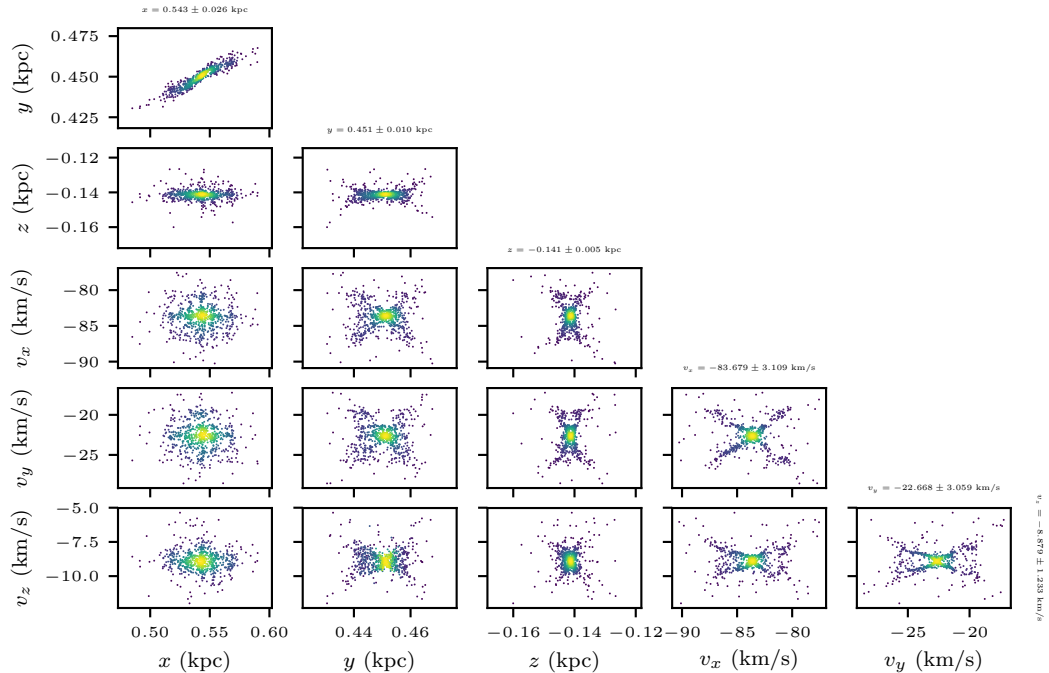 x = 0.543 ± 0.026 kpc
0.475
0.450
0.425
y (kpc)
y = 0.451 ± 0.010 kpc
−0.12
−0.14
−0.16
z (kpc)
z = −0.141 ± 0.005 kpc
−80
−85
−90
v_x (km/s)
v_x = −83.679 ± 3.109 km/s
−20
−25
v_y (km/s)
v_y = −22.668 ± 3.059 km/s
−5.0
−7.5
−10.0
v_z (km/s)
v_z = −8.879 ± 1.233 km/s
0.50 0.55 0.60 0.44 0.46 −0.16 −0.14 −0.12 −90 −85 −80 −25 −20
x (kpc) y (kpc) z (kpc) v_x (km/s) v_y (km/s)